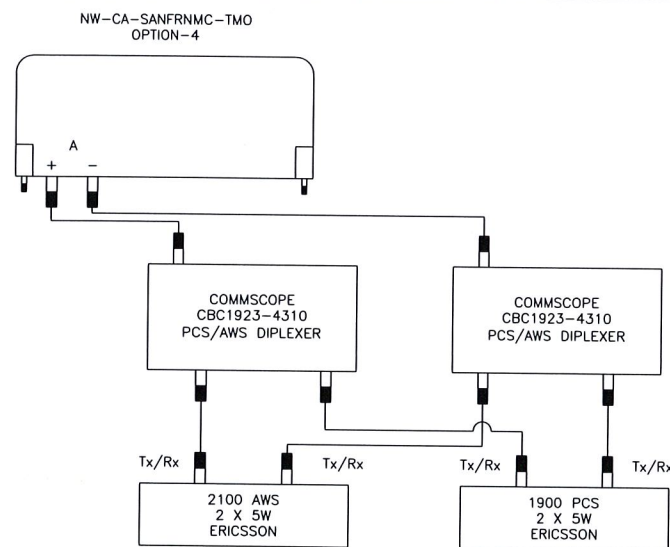 NW-CA-SANFRNMC-TMO
OPTION-4
A
+ -
COMMSCOPE
CBC1923-4310
PCS/AWS DIPLEXER
COMMSCOPE
CBC1923-4310
PCS/AWS DIPLEXER
Tx/Rx
Tx/Rx
Tx/Rx
Tx/Rx
2100 AWS
2 X 5W
ERICSSON
1900 PCS
2 X 5W
ERICSSON